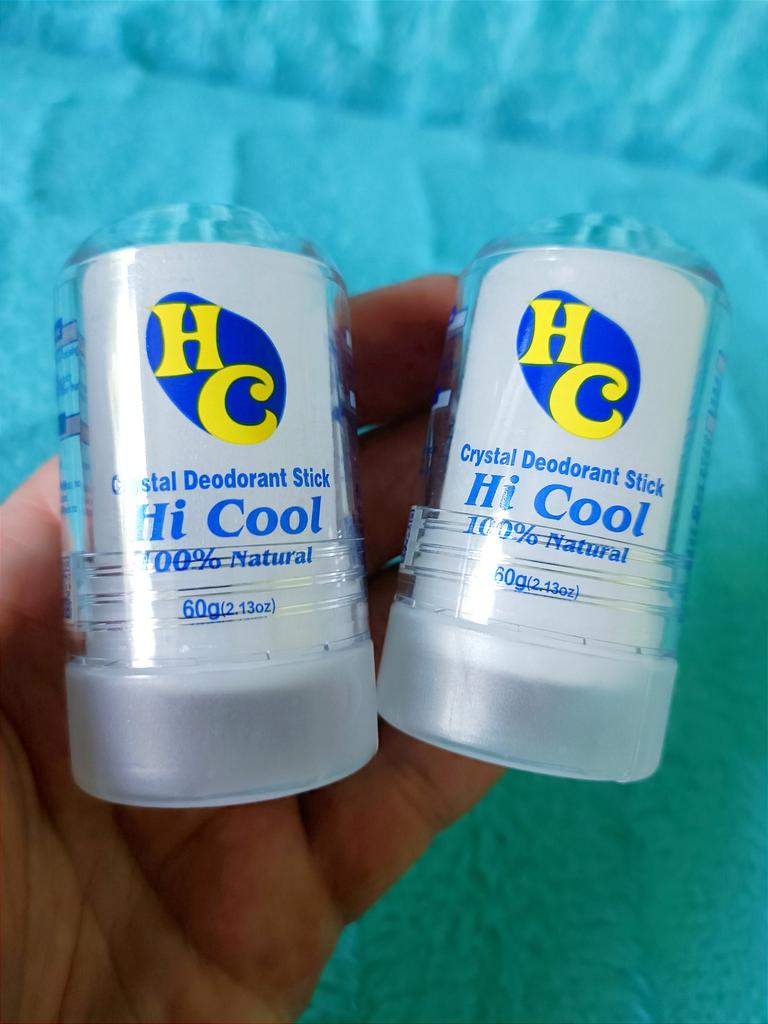 HC
Crystal Deodorant Stick
Hi Cool
100% Natural
60g(2.13oz)
HC
Crystal Deodorant Stick
Hi Cool
100% Natural
60g(2.13oz)